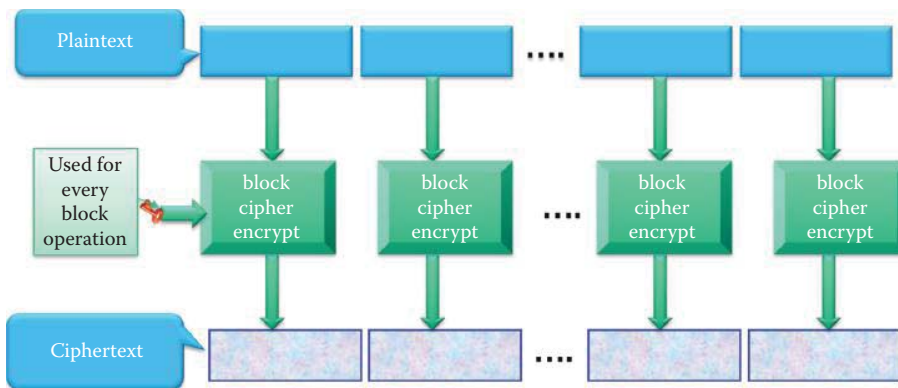 Plaintext
....
Used for
every
block
operation
block
cipher
encrypt
block
cipher
encrypt
....
block
cipher
encrypt
block
cipher
encrypt
Ciphertext
....